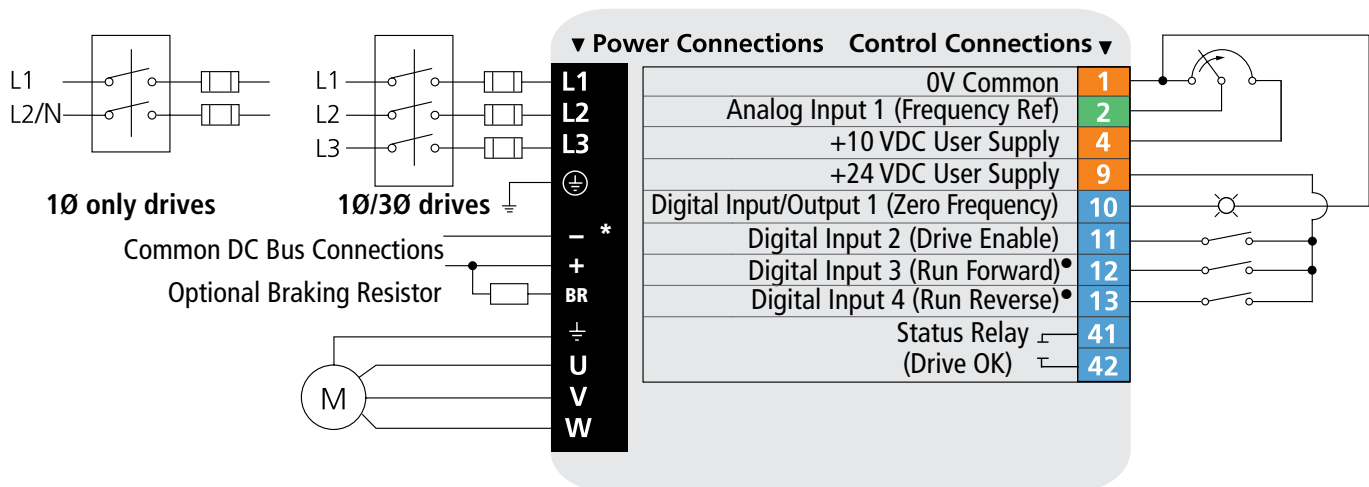 ▼ Power Connections Control Connections ▼
L1
L2/N
1Ø only drives
L1
L2
L3
1Ø/3Ø drives
Common DC Bus Connections
Optional Braking Resistor
M
L1
L2
L3
– *
+
BR
U
V
W
0V Common 1
Analog Input 1 (Frequency Ref) 2
+10 VDC User Supply 4
+24 VDC User Supply 9
Digital Input/Output 1 (Zero Frequency) 10
Digital Input 2 (Drive Enable) 11
Digital Input 3 (Run Forward)• 12
Digital Input 4 (Run Reverse)• 13
Status Relay 41
(Drive OK) 42